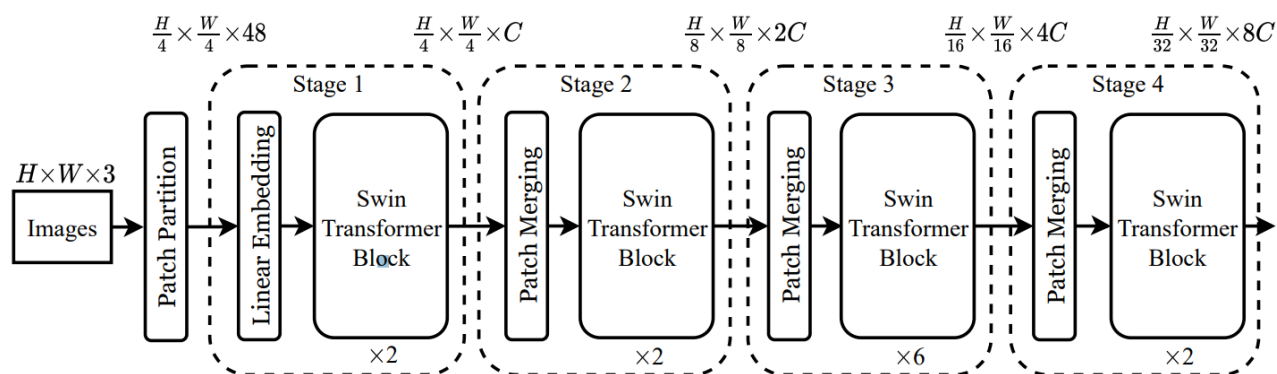 H/4 × W/4 × 48
H/4 × W/4 × C
H/8 × W/8 × 2C
H/16 × W/16 × 4C
H/32 × W/32 × 8C
H×W×3
Images
Patch Partition
Stage 1
Linear Embedding
Swin
Transformer
Block
×2
Stage 2
Patch Merging
Swin
Transformer
Block
×2
Stage 3
Patch Merging
Swin
Transformer
Block
×6
Stage 4
Patch Merging
Swin
Transformer
Block
×2